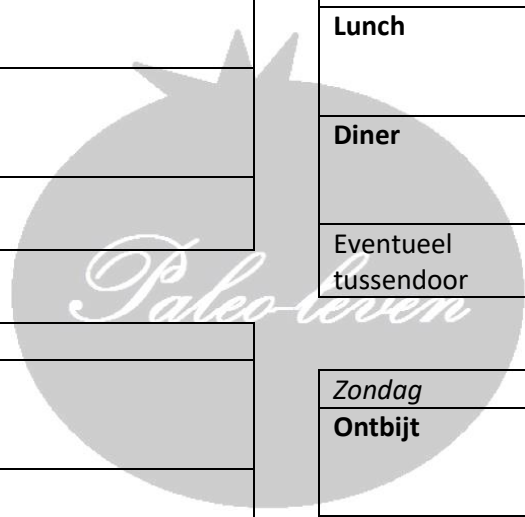 Lunch
Diner
Eventueel
tussendoor
Paleo-leven
Zondag
Ontbijt